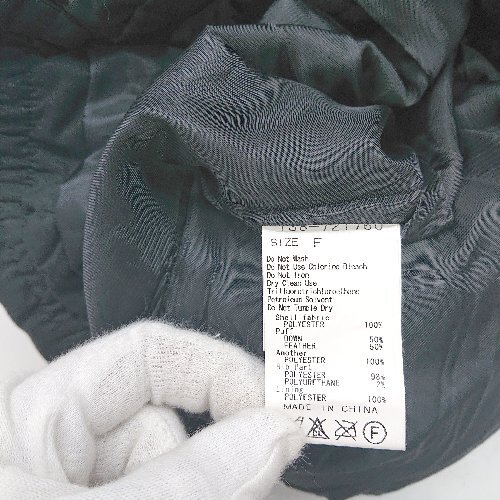 SIZE F
Do Not Wash
Do Not Use Calorine Bleach
Do Not Iron
Dry Clean Use
Petroleum Solvent
Do Not Tumble Dry
Shell fabric
POLYESTER 100%
Puff
DOWN 50%
FEATHER 50%
Another
POLYESTER 100%
Rib Part
POLYESTER 98%
POLYURETHANE 2%
Lining
POLYESTER 100%
MADE IN CHINA
F